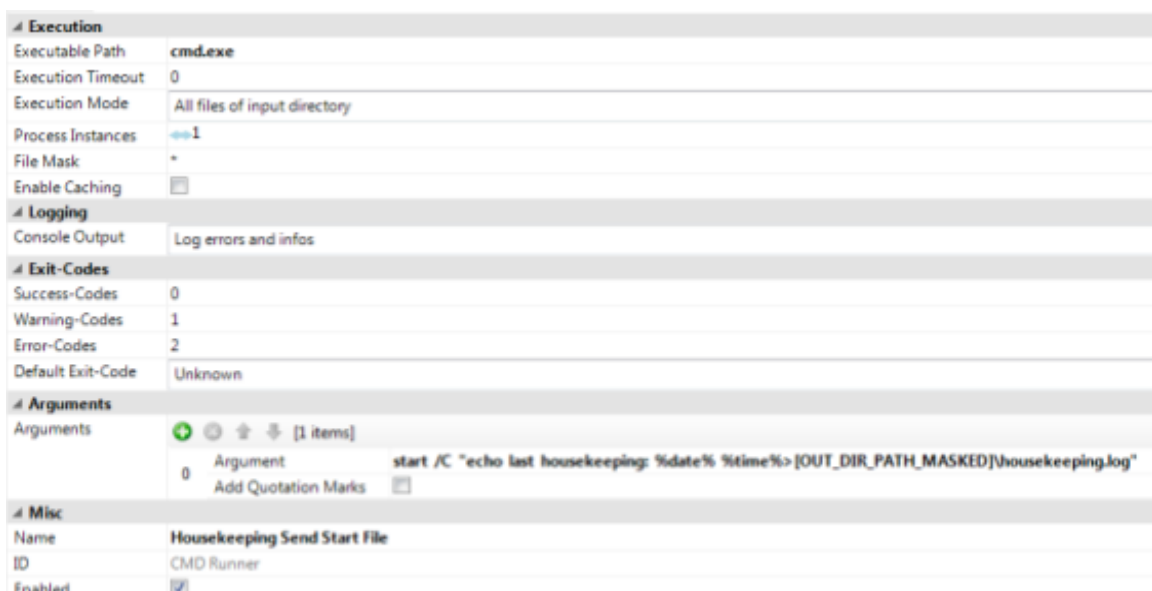 Execution
Executable Path cmd.exe
Execution Timeout 0
Execution Mode All files of input directory
Process Instances 1
File Mask *
Enable Caching
Logging
Console Output Log errors and infos
Exit-Codes
Success-Codes 0
Warning-Codes 1
Error-Codes 2
Default Exit-Code Unknown
Arguments
Arguments [1 items]
0 Argument start /C "echo last housekeeping: %date% %time%>[OUT_DIR_PATH_MASKED]\housekeeping.log"
Add Quotation Marks
Misc
Name Housekeeping Send Start File
ID CMD Runner
Enabled